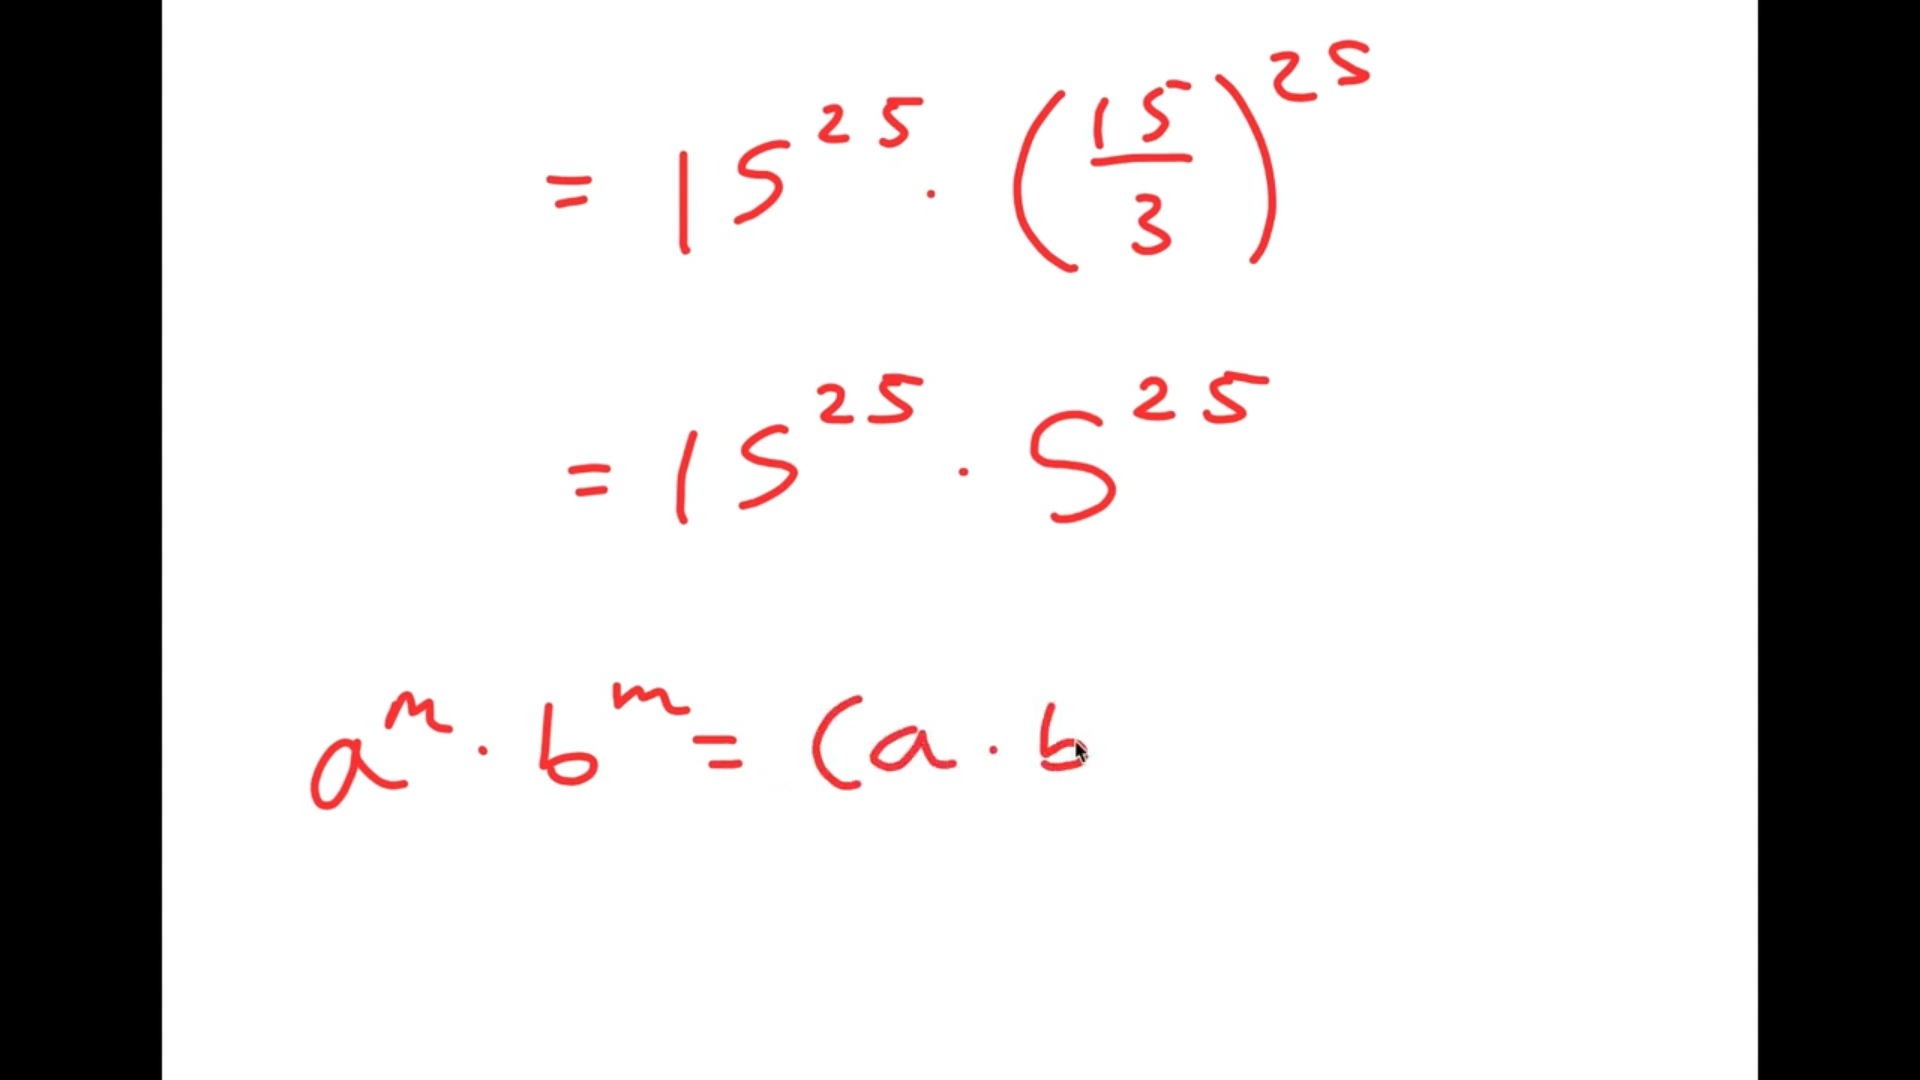 = 15^25 · (15/3)^25
= 15^25 · 5^25
a^m · b^m = (a · b